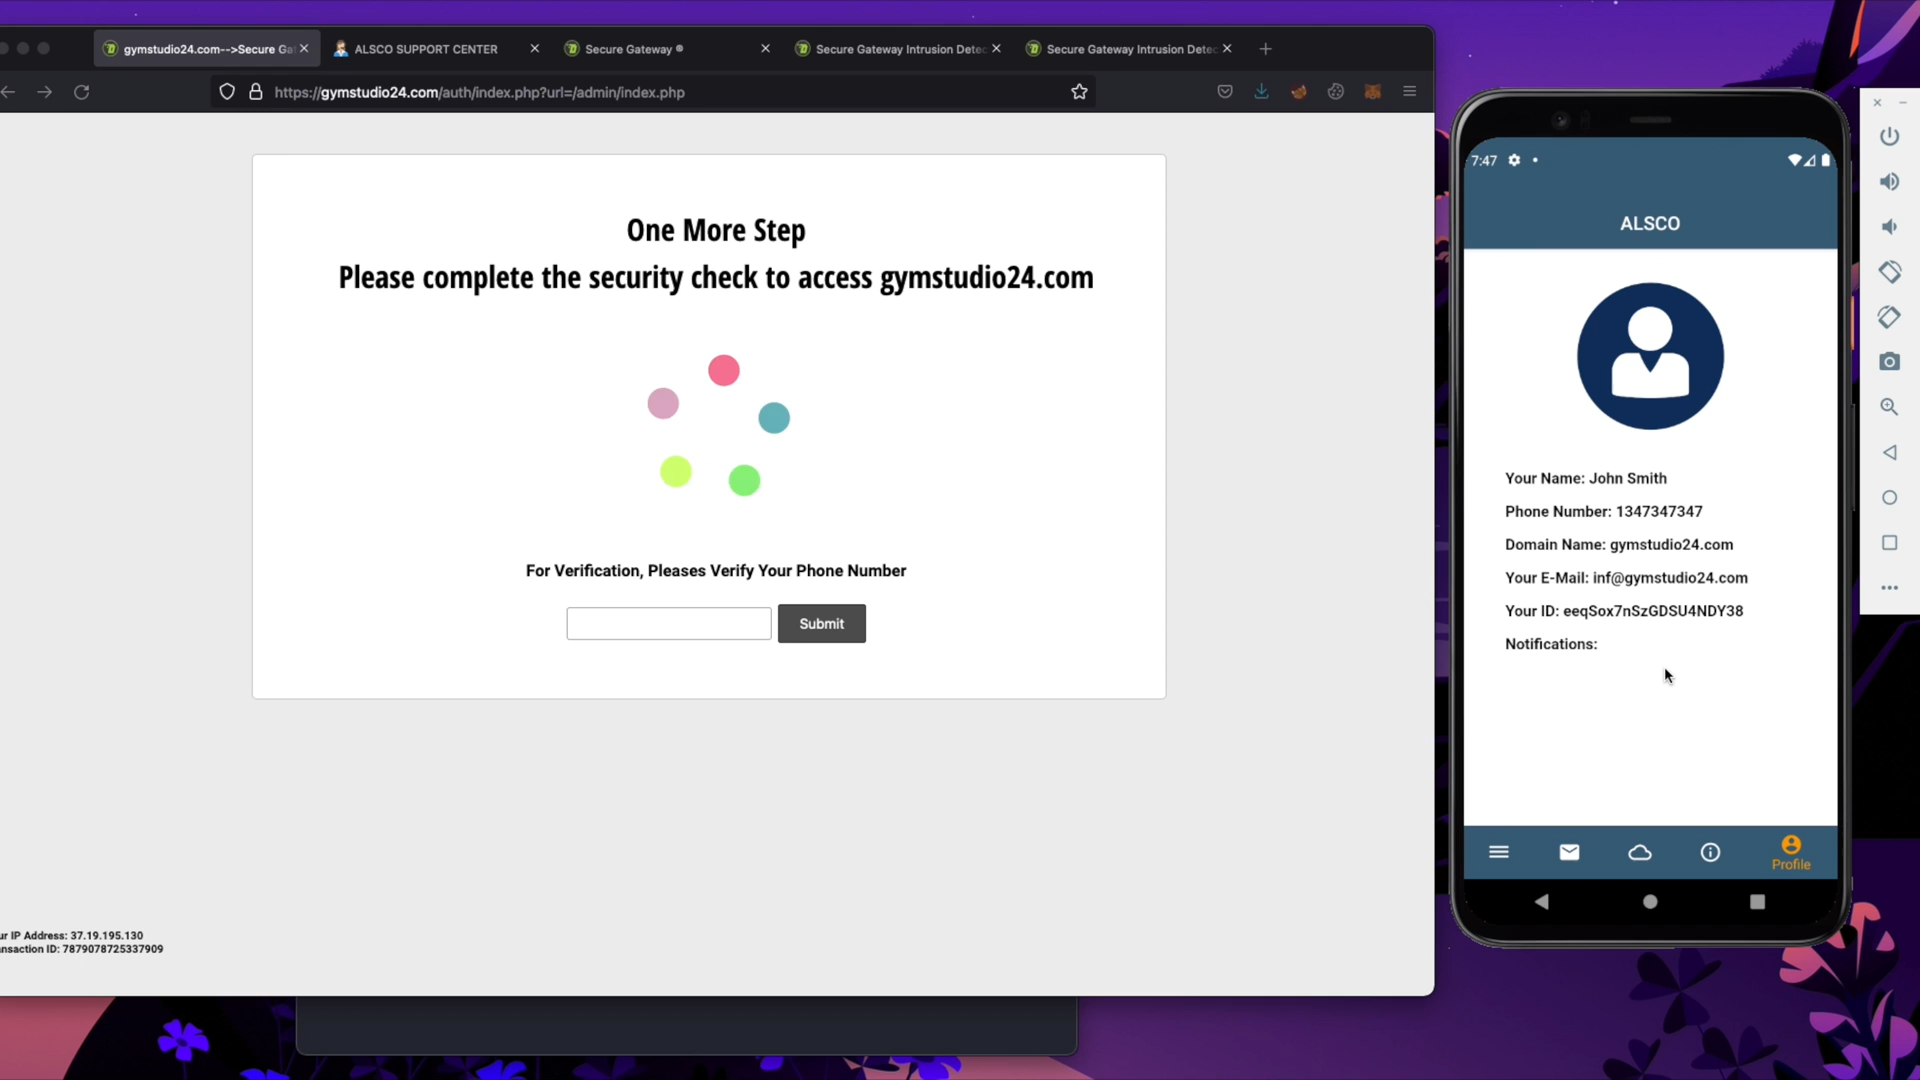 gymstudio24.com-->Secure Ga
ALSCO SUPPORT CENTER
Secure Gateway ®
Secure Gateway Intrusion Detec
Secure Gateway Intrusion Detec
https://gymstudio24.com/auth/index.php?url=/admin/index.php
One More Step
Please complete the security check to access gymstudio24.com
For Verification, Pleases Verify Your Phone Number
Submit
ur IP Address: 37.19.195.130
ansaction ID: 7879078725337909
7:47
ALSCO
Your Name: John Smith
Phone Number: 1347347347
Domain Name: gymstudio24.com
Your E-Mail: inf@gymstudio24.com
Your ID: eeqSox7nSzGDSU4NDY38
Notifications:
Profile